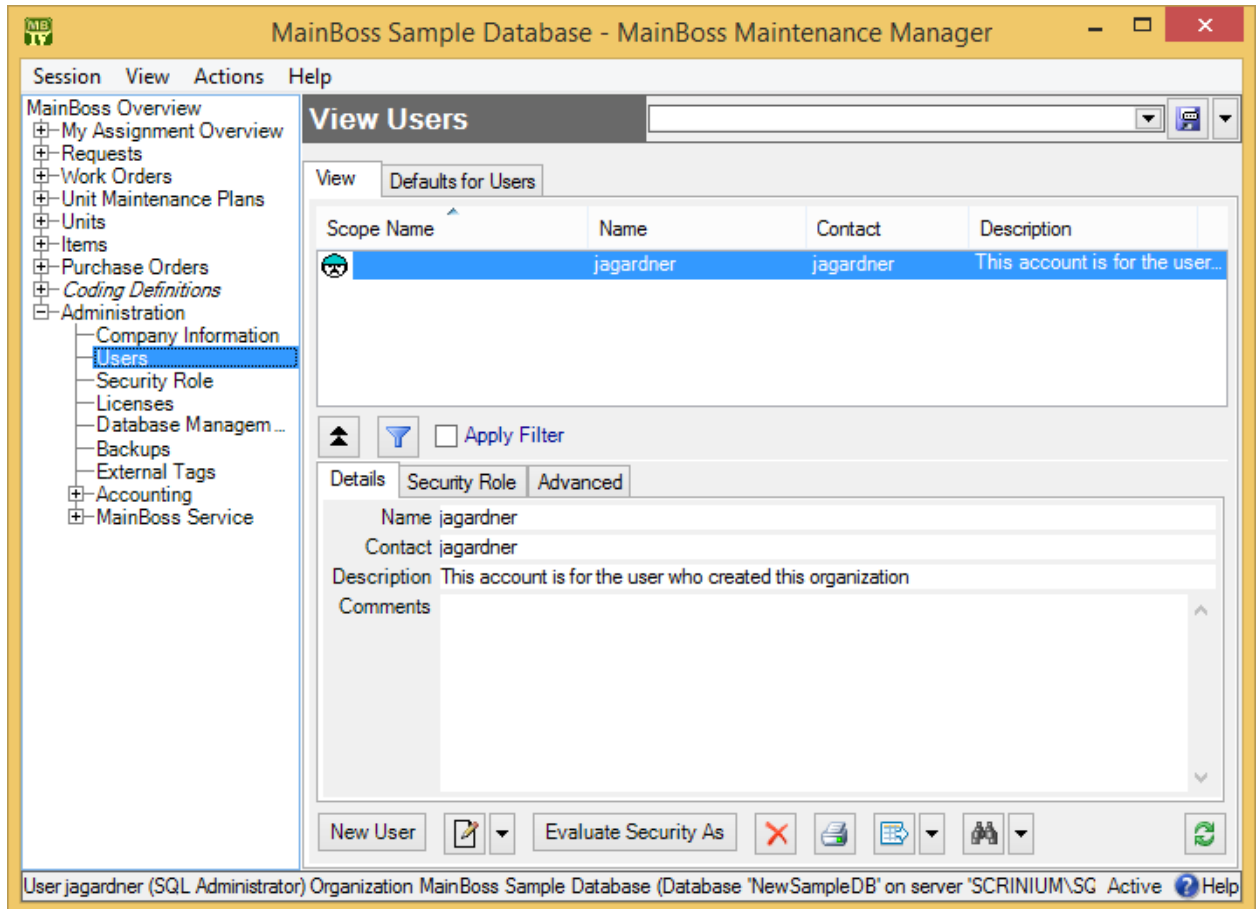 MB
MainBoss Sample Database - MainBoss Maintenance Manager
Session View Actions Help
MainBoss Overview
My Assignment Overview
Requests
Work Orders
Unit Maintenance Plans
Units
Items
Purchase Orders
Coding Definitions
Administration
Company Information
Users
Security Role
Licenses
Database Managem...
Backups
External Tags
Accounting
MainBoss Service
View Users
View Defaults for Users
Scope Name Name Contact Description
jagardner jagardner This account is for the user...
Apply Filter
Details Security Role Advanced
Name jagardner
Contact jagardner
Description This account is for the user who created this organization
Comments
New User Evaluate Security As
User jagardner (SQL Administrator) Organization MainBoss Sample Database (Database 'NewSampleDB' on server 'SCRINIUM\SQ Active Help